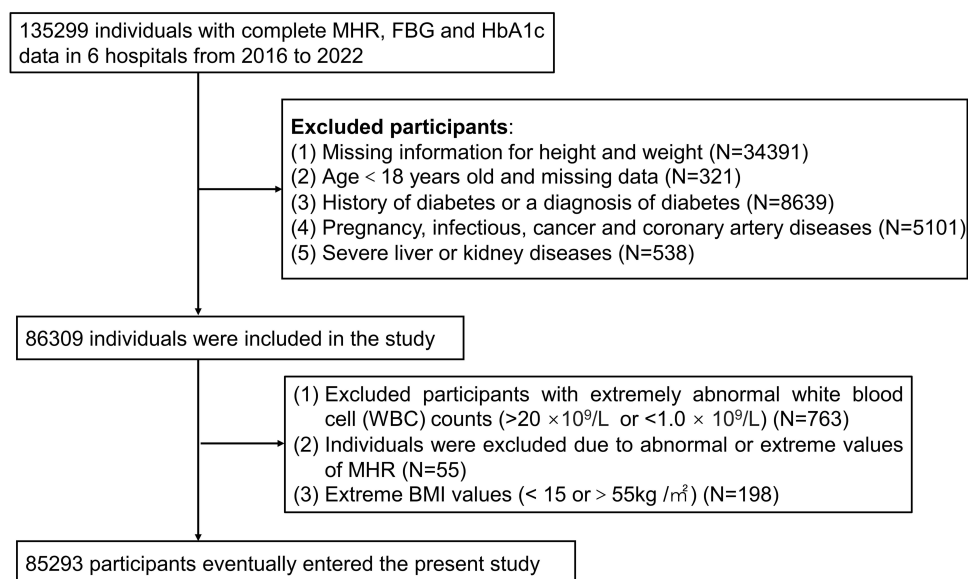 135299 individuals with complete MHR, FBG and HbA1c
data in 6 hospitals from 2016 to 2022
Excluded participants:
(1) Missing information for height and weight (N=34391)
(2) Age < 18 years old and missing data (N=321)
(3) History of diabetes or a diagnosis of diabetes (N=8639)
(4) Pregnancy, infectious, cancer and coronary artery diseases (N=5101)
(5) Severe liver or kidney diseases (N=538)
86309 individuals were included in the study
(1) Excluded participants with extremely abnormal white blood
cell (WBC) counts (>20 ×10⁹/L or <1.0 × 10⁹/L) (N=763)
(2) Individuals were excluded due to abnormal or extreme values
of MHR (N=55)
(3) Extreme BMI values (< 15 or > 55kg /㎡) (N=198)
85293 participants eventually entered the present study